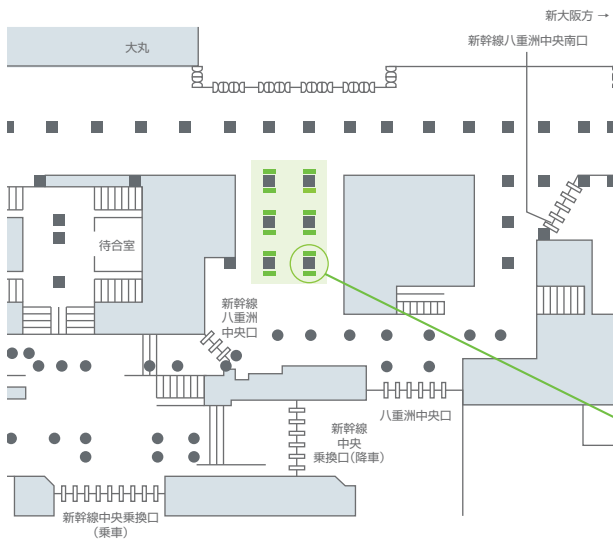 新大阪方 →
新幹線八重洲中央南口
大丸
待合室
新幹線
八重洲
中央口
八重洲中央口
新幹線
中央
乗換口(降車)
新幹線中央乗換口
(乗車)